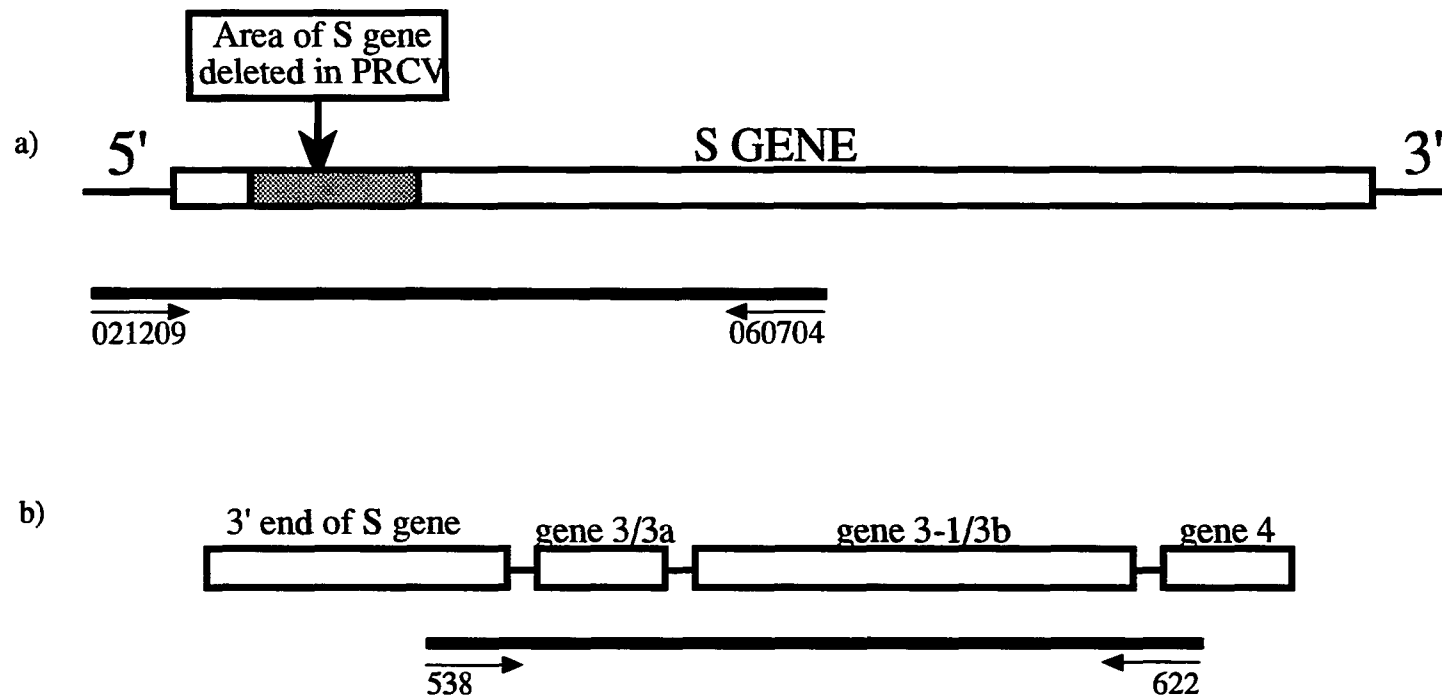 Area of S gene
deleted in PRCV
a)
5'
S GENE
3'
021209
060704
b)
3' end of S gene
gene 3/3a
gene 3-1/3b
gene 4
538
622